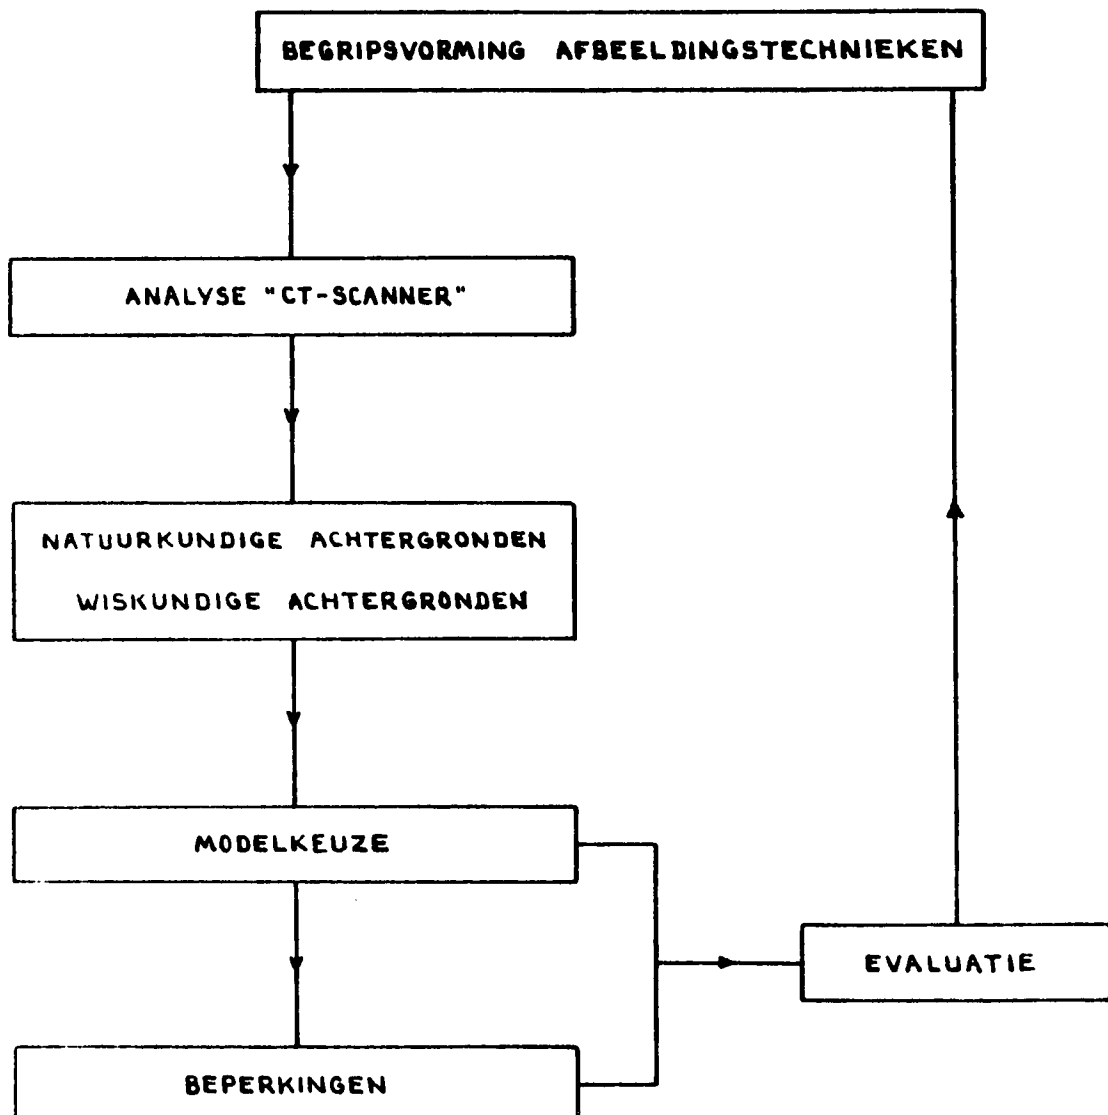 BEGRIPSVORMING AFBEELDINGSTECHNIEKEN
ANALYSE "CT-SCANNER"
NATUURKUNDIGE ACHTERGRONDEN
WISKUNDIGE ACHTERGRONDEN
MODELKEUZE
EVALUATIE
BEPERKINGEN